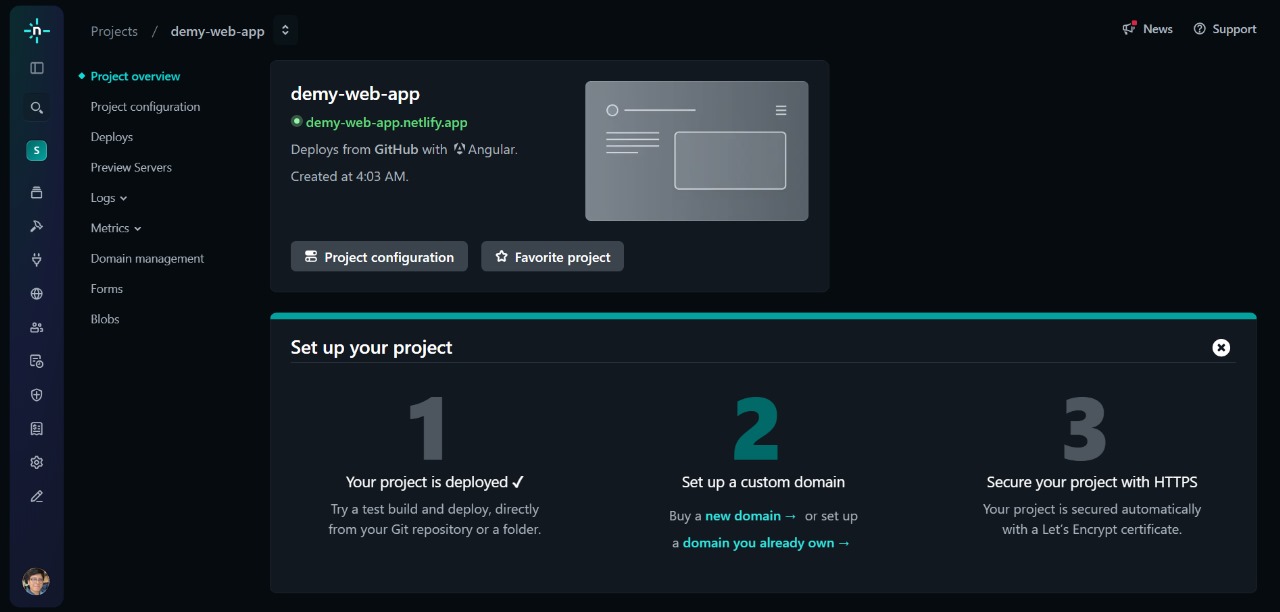 Projects / demy-web-app
News
Support
S
Project overview
Project configuration
Deploys
Preview Servers
Logs
Metrics
Domain management
Forms
Blobs
demy-web-app
demy-web-app.netlify.app
Deploys from GitHub with Angular.
Created at 4:03 AM.
Project configuration
Favorite project
Set up your project
1
Your project is deployed ✓
Try a test build and deploy, directly
from your Git repository or a folder.
2
Set up a custom domain
Buy a new domain → or set up
a domain you already own →
3
Secure your project with HTTPS
Your project is secured automatically
with a Let's Encrypt certificate.